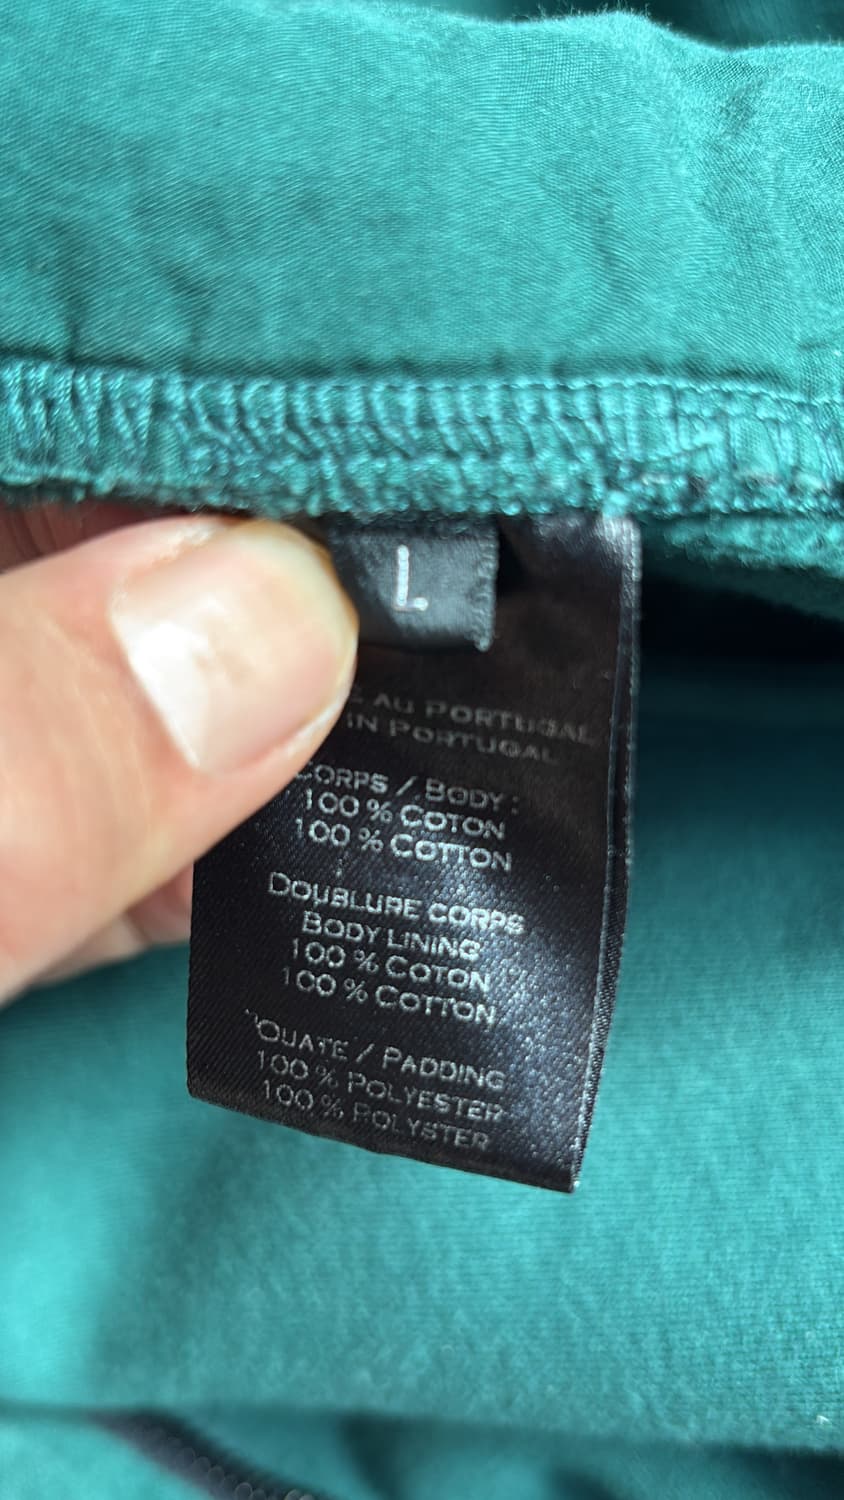 L
AU PORTUGAL
IN PORTUGAL
CORPS / BODY :
100 % COTON
100 % COTTON
DOUBLURE CORPS
BODY LINING
100 % COTON
100 % COTTON
OUATE / PADDING
100 % POLYESTER
100 % POLYSTER